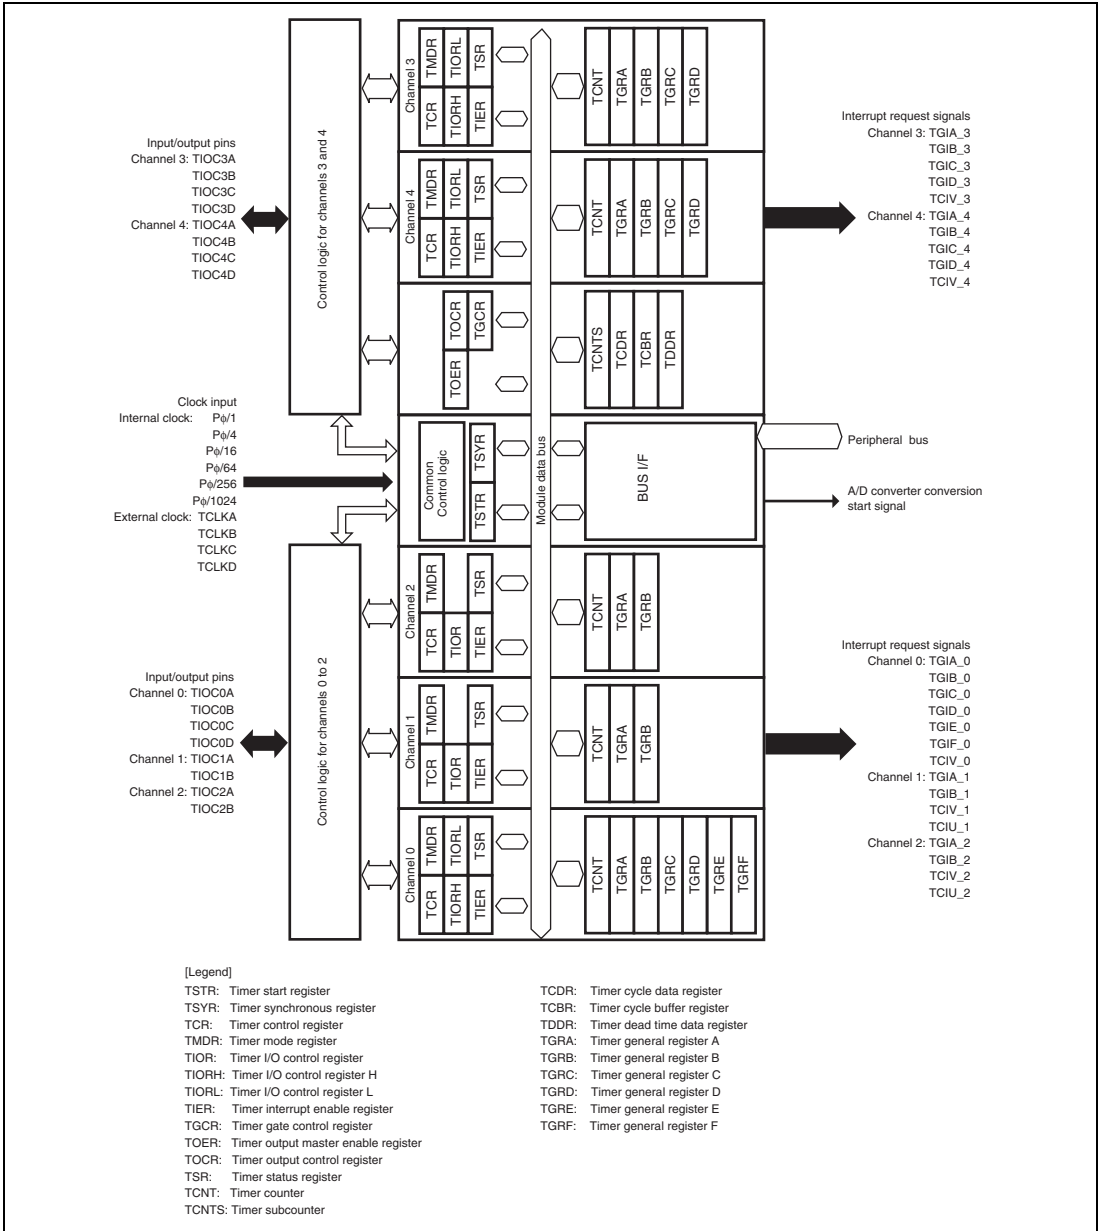 Input/output pins
Channel 3: TIOC3A
TIOC3B
TIOC3C
TIOC3D
Channel 4: TIOC4A
TIOC4B
TIOC4C
TIOC4D
Clock input
Internal clock: Pϕ/1
Pϕ/4
Pϕ/16
Pϕ/64
Pϕ/256
Pϕ/1024
External clock: TCLKA
TCLKB
TCLKC
TCLKD
Input/output pins
Channel 0: TIOC0A
TIOC0B
TIOC0C
TIOC0D
Channel 1: TIOC1A
TIOC1B
Channel 2: TIOC2A
TIOC2B
Control logic for channels 3 and 4
Control logic for channels 0 to 2
Channel 3
TMDR
TIORL
TSR
TCR
TIORH
TIER
TCNT
TGRA
TGRB
TGRC
TGRD
Channel 4
TMDR
TIORL
TSR
TCR
TIORH
TIER
TCNT
TGRA
TGRB
TGRC
TGRD
TOCR
TGCR
TOER
TCNTS
TCDR
TCBR
TDDR
Common
Control logic
TSYR
TSTR
Module data bus
BUS I/F
Channel 2
TMDR
TSR
TCR
TIOR
TIER
TCNT
TGRA
TGRB
Channel 1
TMDR
TSR
TCR
TIOR
TIER
TCNT
TGRA
TGRB
Channel 0
TMDR
TIORL
TSR
TCR
TIORH
TIER
TCNT
TGRA
TGRB
TGRC
TGRD
TGRE
TGRF
Interrupt request signals
Channel 3: TGIA_3
TGIB_3
TGIC_3
TGID_3
TCIV_3
Channel 4: TGIA_4
TGIB_4
TGIC_4
TGID_4
TCIV_4
Peripheral bus
A/D converter conversion
start signal
Interrupt request signals
Channel 0: TGIA_0
TGIB_0
TGIC_0
TGID_0
TGIE_0
TGIF_0
TCIV_0
Channel 1: TGIA_1
TGIB_1
TCIV_1
TCIU_1
Channel 2: TGIA_2
TGIB_2
TCIV_2
TCIU_2
[Legend]
TSTR: Timer start register
TSYR: Timer synchronous register
TCR: Timer control register
TMDR: Timer mode register
TIOR: Timer I/O control register
TIORH: Timer I/O control register H
TIORL: Timer I/O control register L
TIER: Timer interrupt enable register
TGCR: Timer gate control register
TOER: Timer output master enable register
TOCR: Timer output control register
TSR: Timer status register
TCNT: Timer counter
TCNTS: Timer subcounter
TCDR: Timer cycle data register
TCBR: Timer cycle buffer register
TDDR: Timer dead time data register
TGRA: Timer general register A
TGRB: Timer general register B
TGRC: Timer general register C
TGRD: Timer general register D
TGRE: Timer general register E
TGRF: Timer general register F